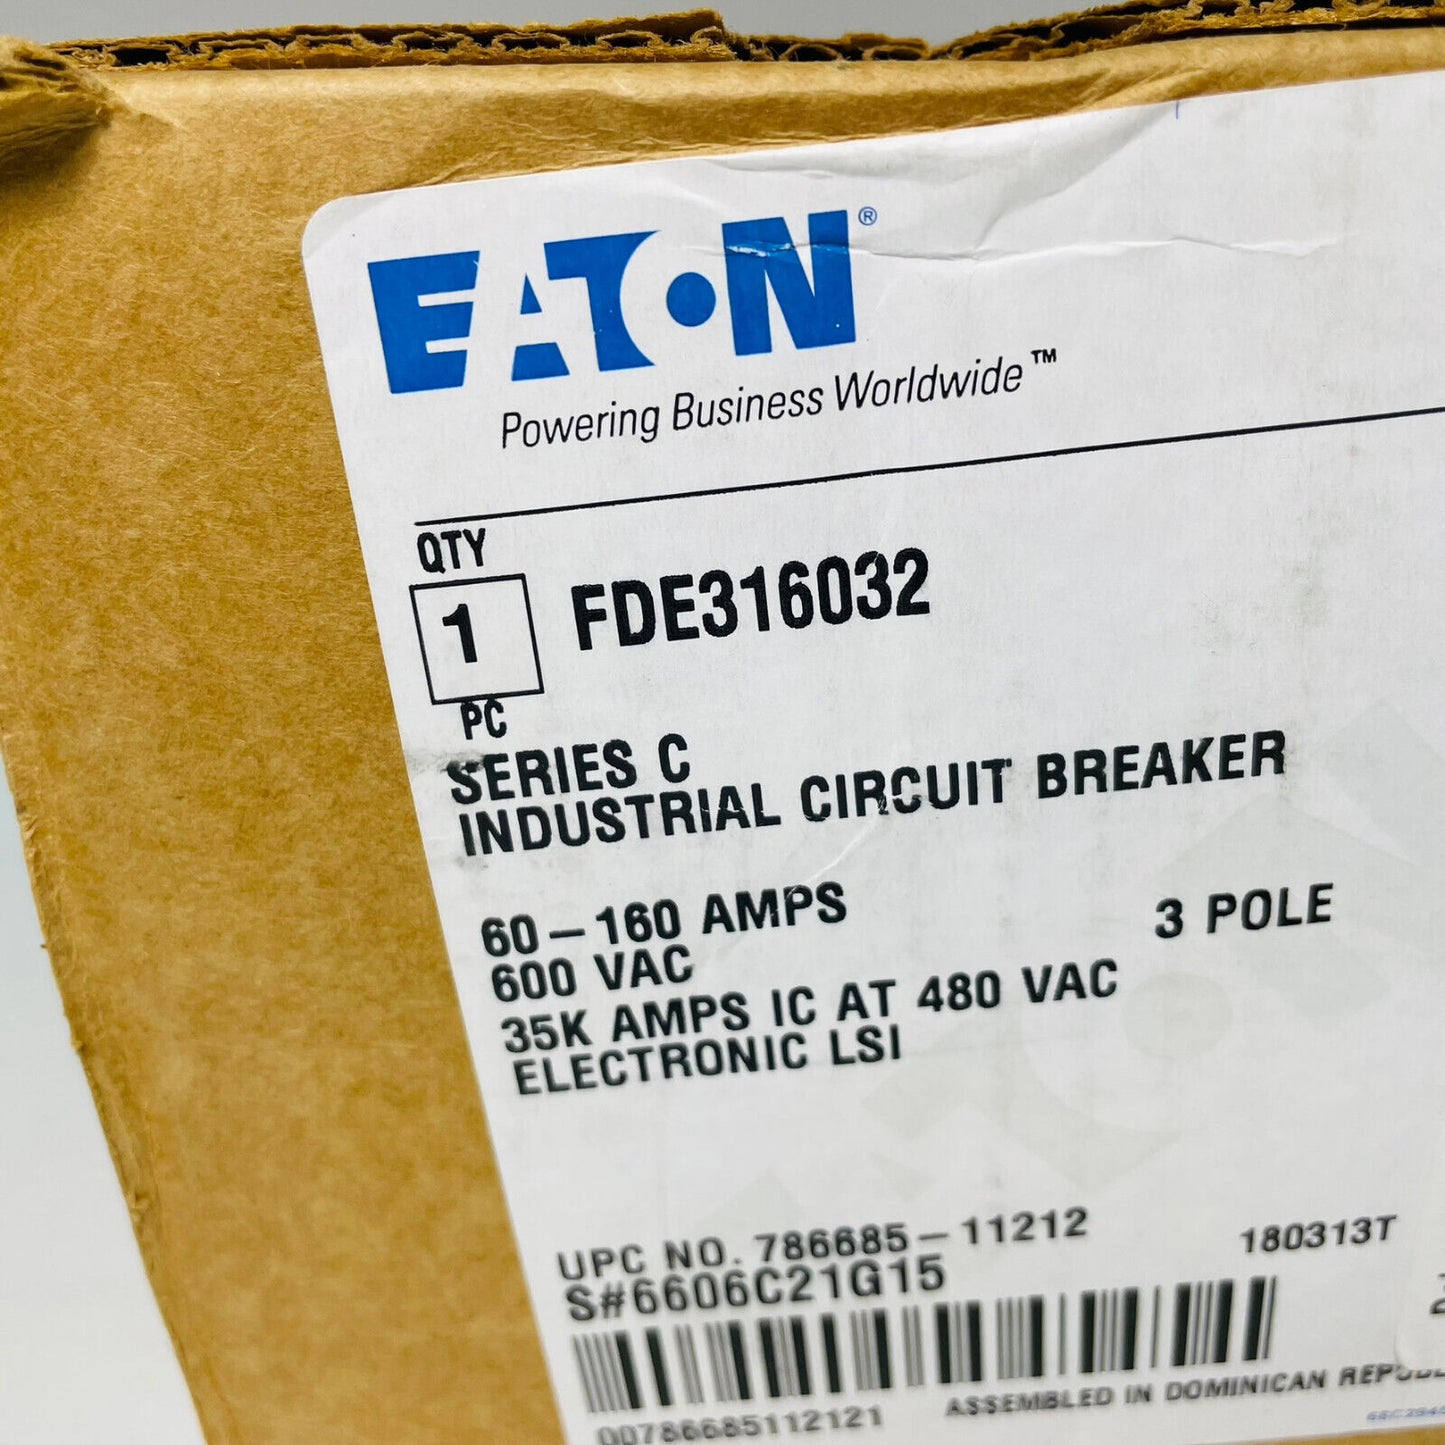 EATON®
Powering Business Worldwide™
QTY
1 FDE316032
PC
SERIES C
INDUSTRIAL CIRCUIT BREAKER
60-160 AMPS 3 POLE
600 VAC
35K AMPS IC AT 480 VAC
ELECTRONIC LSI
UPC NO. 786685-11212 180313T
S#6606C21G15
00786685112121
ASSEMBLED IN DOMINICAN